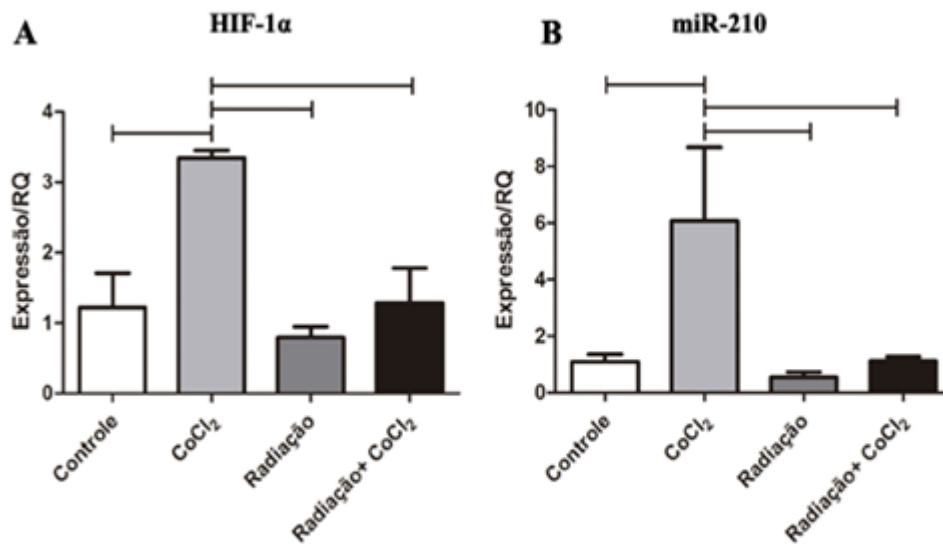 A
HIF-1α
Expressão/RQ
4
3
2
1
0
Controle
CoCl₂
Radiação
Radiação+ CoCl₂
B
miR-210
Expressão/RQ
10
8
6
4
2
0
Controle
CoCl₂
Radiação
Radiação+ CoCl₂